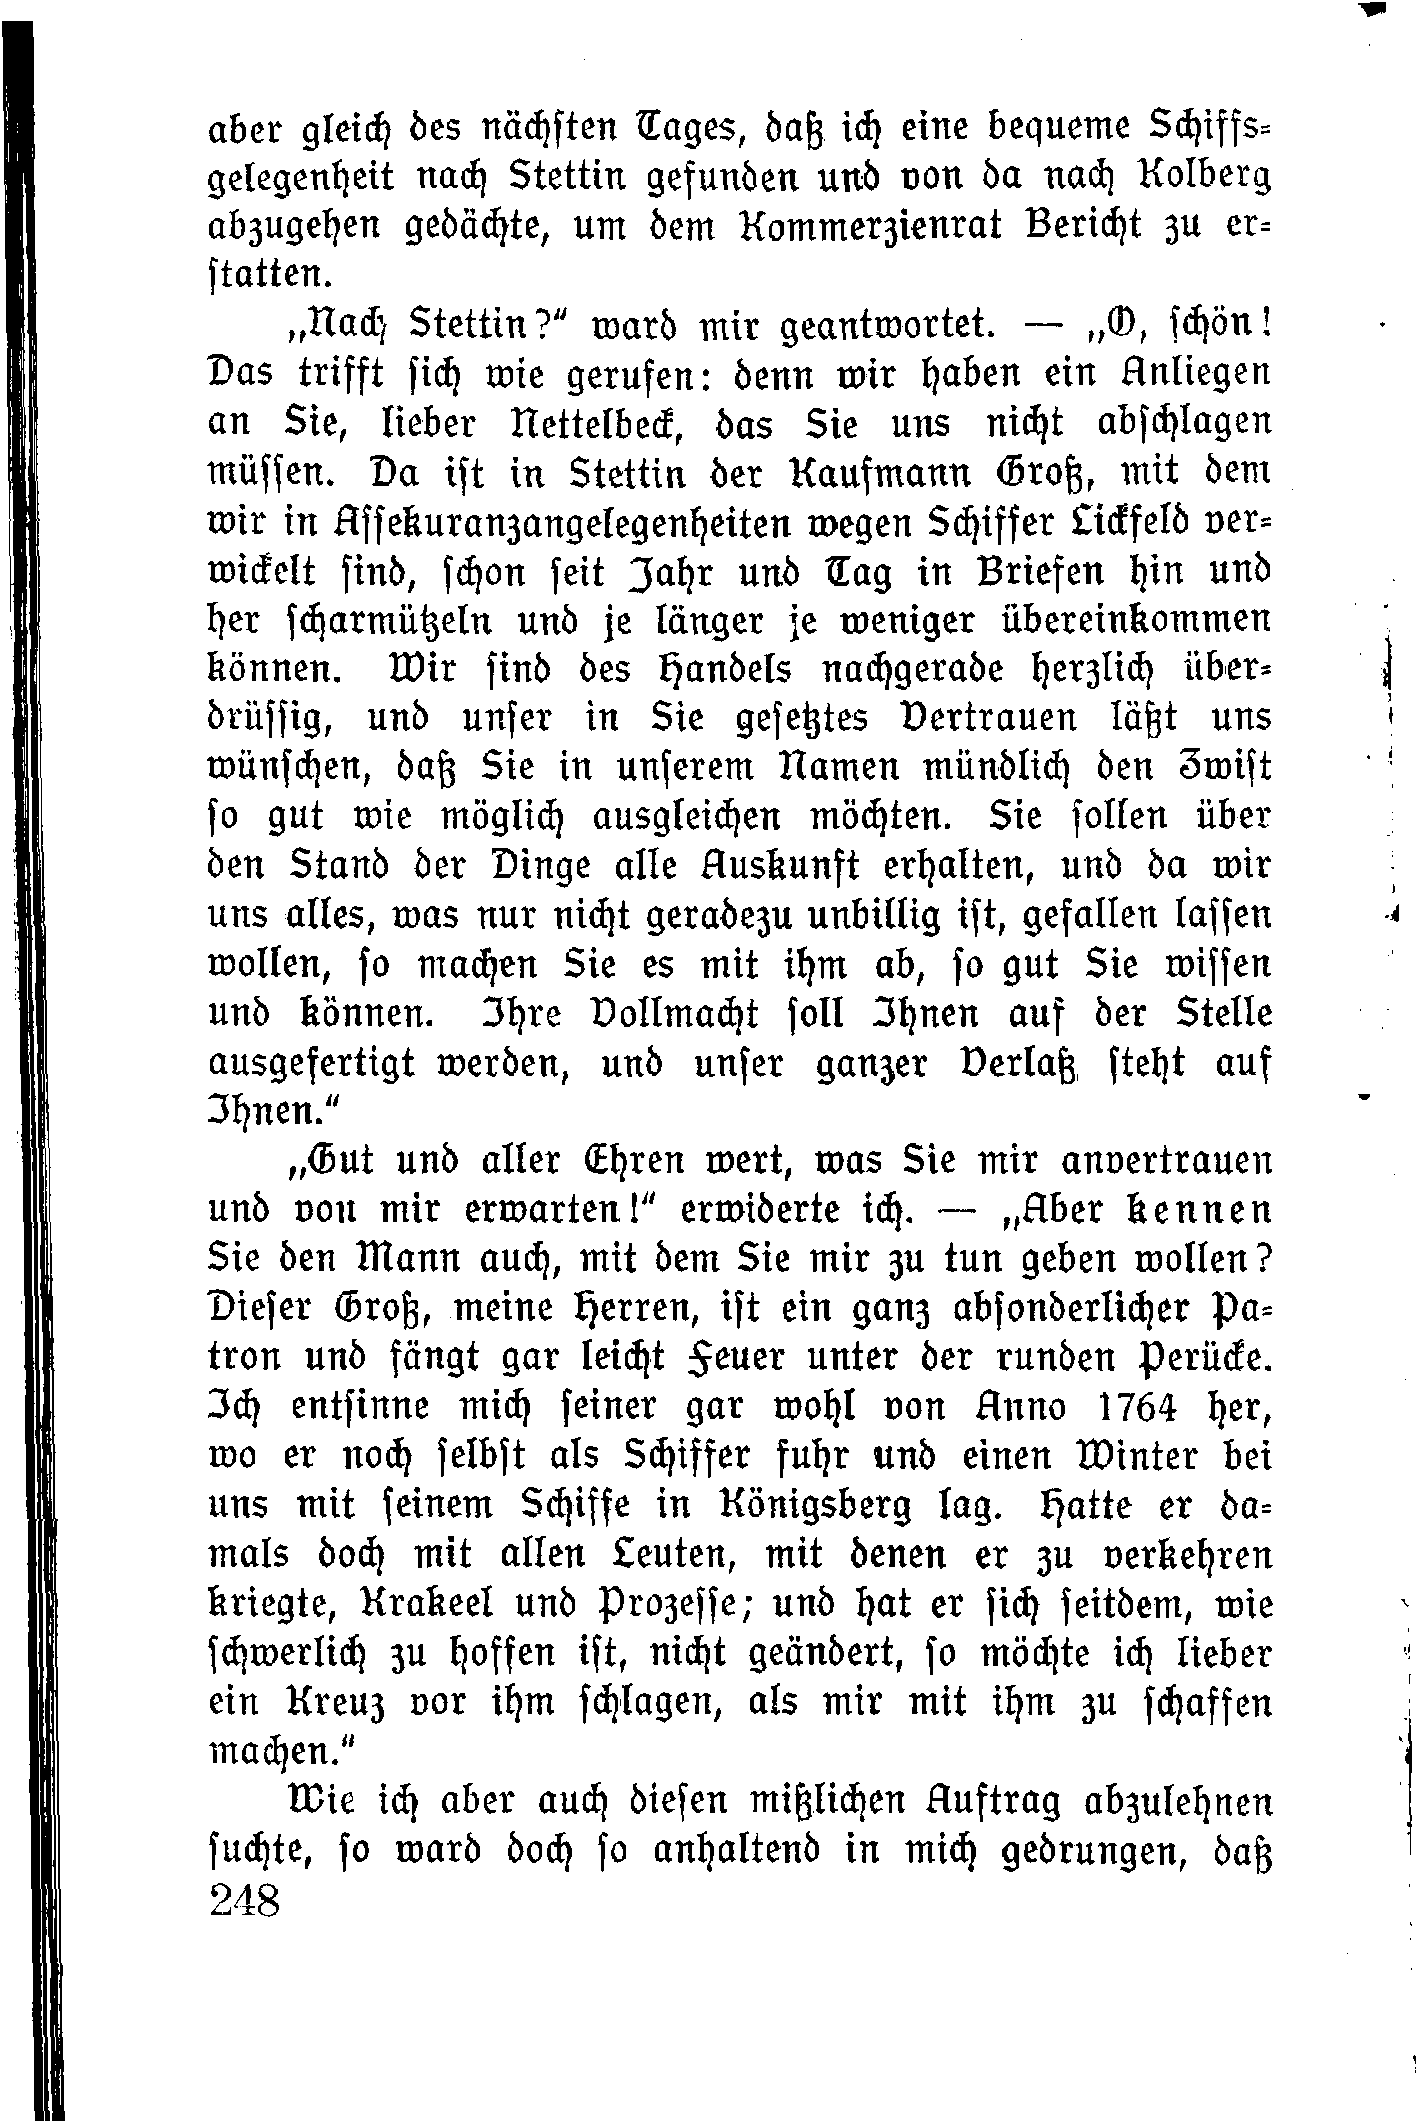 aber gleich des nächsten Tages, daß ich eine bequeme Schiffs-
gelegenheit nach Stettin gefunden und von da nach Kolberg
abzugehen gedächte, um dem Kommerzienrat Bericht zu er-
statten.
„Nach Stettin?“ ward mir geantwortet. — „O, schön!
Das trifft sich wie gerufen: denn wir haben ein Anliegen
an Sie, lieber Nettelbeck, das Sie uns nicht abschlagen
müssen. Da ist in Stettin der Kaufmann Groß, mit dem
wir in Assekuranzangelegenheiten wegen Schiffer Lickfeld ver-
wickelt sind, schon seit Jahr und Tag in Briefen hin und
her scharmützeln und je länger je weniger übereinkommen
können. Wir sind des Handels nachgerade herzlich über-
drüssig, und unser in Sie gesetztes Vertrauen läßt uns
wünschen, daß Sie in unserem Namen mündlich den Zwist
so gut wie möglich ausgleichen möchten. Sie sollen über
den Stand der Dinge alle Auskunft erhalten, und da wir
uns alles, was nur nicht geradezu unbillig ist, gefallen lassen
wollen, so machen Sie es mit ihm ab, so gut Sie wissen
und können. Ihre Vollmacht soll Ihnen auf der Stelle
ausgefertigt werden, und unser ganzer Verlaß steht auf
Ihnen.“
„Gut und aller Ehren wert, was Sie mir anvertrauen
und von mir erwarten!“ erwiderte ich. — „Aber kennen
Sie den Mann auch, mit dem Sie mir zu tun geben wollen?
Dieser Groß, meine Herren, ist ein ganz absonderlicher Pa-
tron und fängt gar leicht Feuer unter der runden Perücke.
Ich entsinne mich seiner gar wohl von Anno 1764 her,
wo er noch selbst als Schiffer fuhr und einen Winter bei
uns mit seinem Schiffe in Königsberg lag. Hatte er da-
mals doch mit allen Leuten, mit denen er zu verkehren
kriegte, Krakeel und Prozesse; und hat er sich seitdem, wie
schwerlich zu hoffen ist, nicht geändert, so möchte ich lieber
ein Kreuz vor ihm schlagen, als mir mit ihm zu schaffen
machen.“
Wie ich aber auch diesen mißlichen Auftrag abzulehnen
suchte, so ward doch so anhaltend in mich gedrungen, daß
248